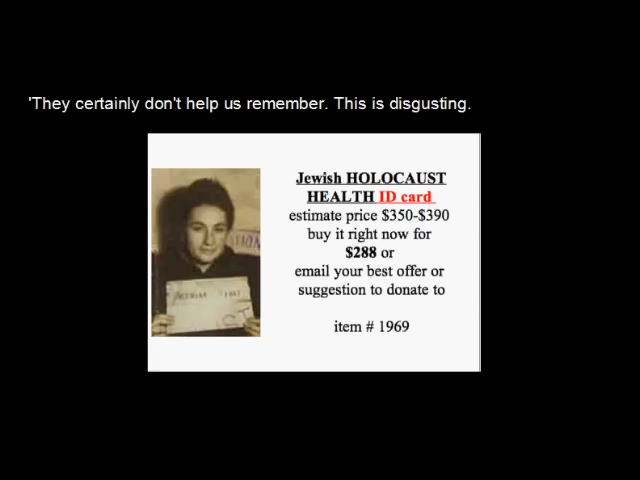 'They certainly don't help us remember. This is disgusting.
Jewish HOLOCAUST
HEALTH ID card
estimate price $350-$390
buy it right now for
$288 or
email your best offer or
suggestion to donate to
item # 1969